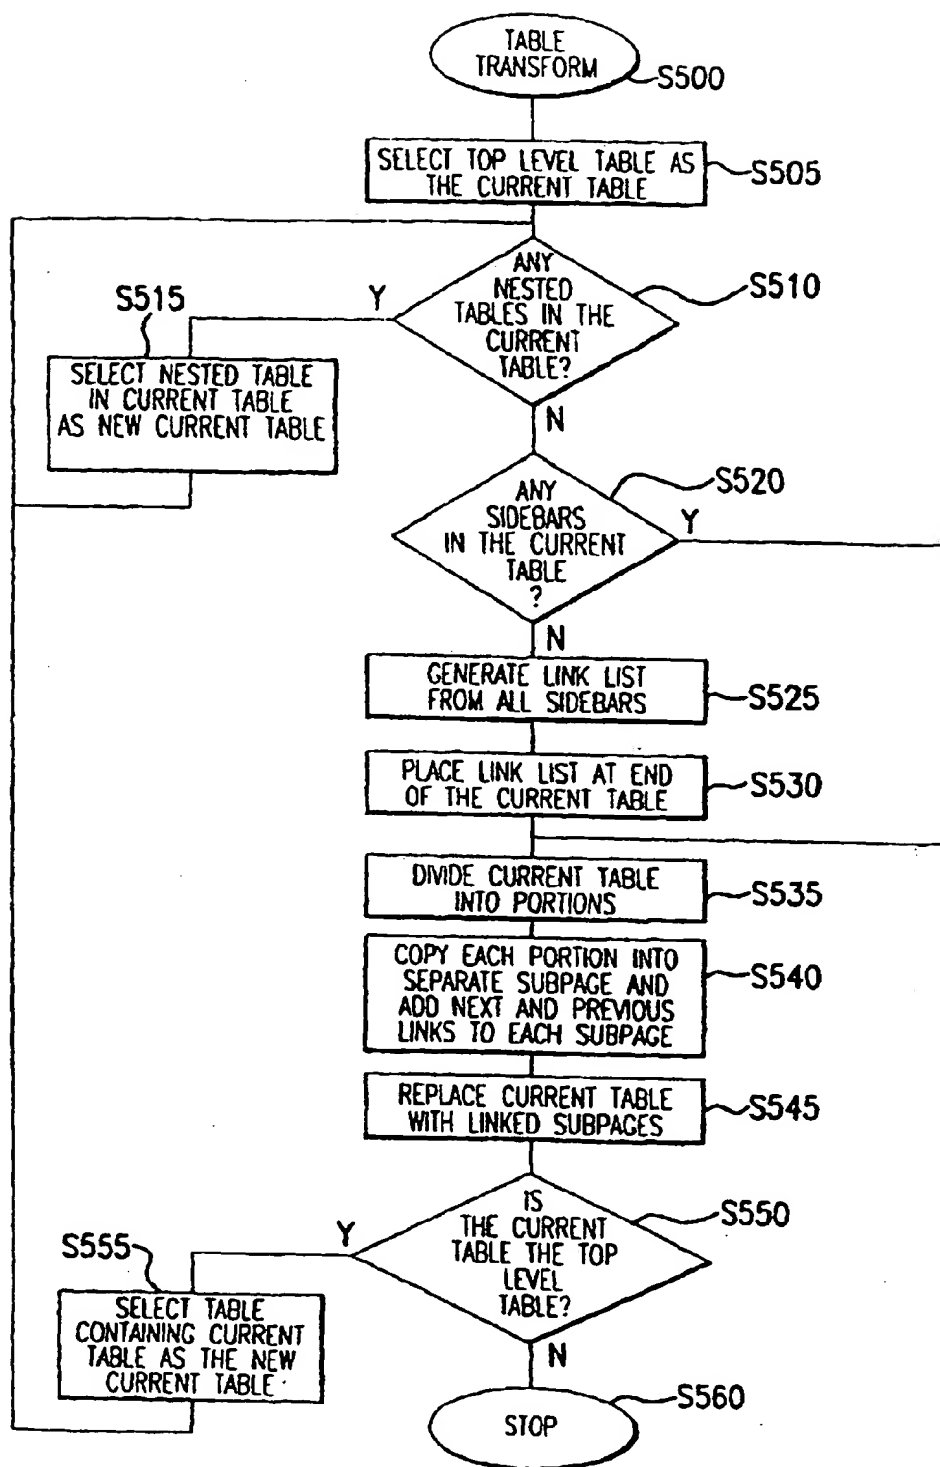 TABLE
TRANSFORM
S500
SELECT TOP LEVEL TABLE AS
THE CURRENT TABLE
S505
ANY
NESTED
TABLES IN THE
CURRENT
TABLE?
S510
Y
N
S515
SELECT NESTED TABLE
IN CURRENT TABLE
AS NEW CURRENT TABLE
ANY
SIDEBARS
IN THE CURRENT
TABLE
?
S520
Y
N
GENERATE LINK LIST
FROM ALL SIDEBARS
S525
PLACE LINK LIST AT END
OF THE CURRENT TABLE
S530
DIVIDE CURRENT TABLE
INTO PORTIONS
S535
COPY EACH PORTION INTO
SEPARATE SUBPAGE AND
ADD NEXT AND PREVIOUS
LINKS TO EACH SUBPAGE
S540
REPLACE CURRENT TABLE
WITH LINKED SUBPAGES
S545
IS
THE CURRENT
TABLE THE TOP
LEVEL
TABLE?
S550
Y
N
S555
SELECT TABLE
CONTAINING CURRENT
TABLE AS THE NEW
CURRENT TABLE
STOP
S560